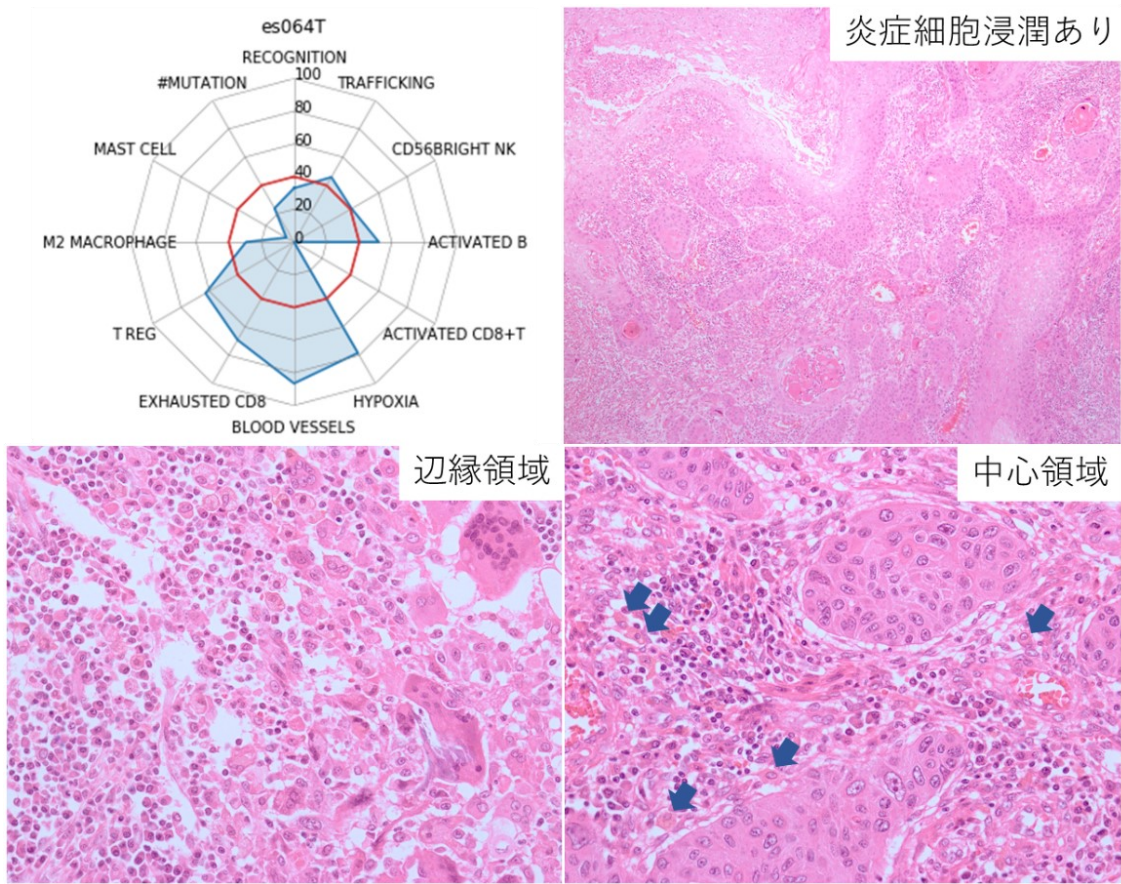 es064T
RECOGNITION
#MUTATION
TRAFFICKING
MAST CELL
CD56BRIGHT NK
M2 MACROPHAGE
ACTIVATED B
T REG
ACTIVATED CD8+T
EXHAUSTED CD8
HYPOXIA
BLOOD VESSELS
100
80
60
40
20
0
炎症細胞浸潤あり
辺縁領域
中心領域